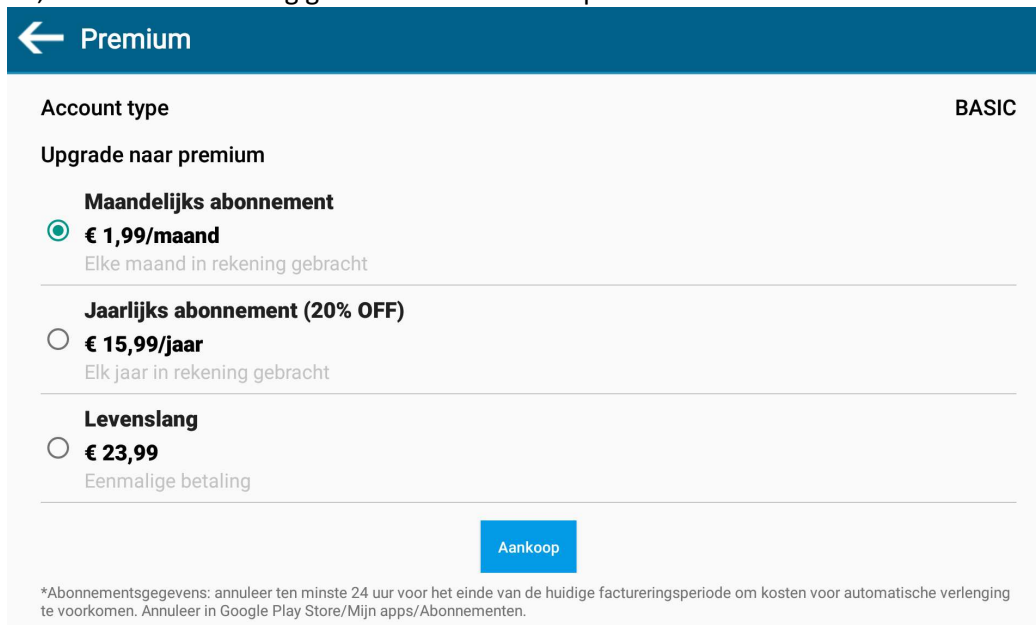 Premium
Account type BASIC
Upgrade naar premium
Maandelijks abonnement
€ 1,99/maand
Elke maand in rekening gebracht
Jaarlijks abonnement (20% OFF)
€ 15,99/jaar
Elk jaar in rekening gebracht
Levenslang
€ 23,99
Eenmalige betaling
Aankoop
*Abonnementsgegevens: annuleer ten minste 24 uur voor het einde van de huidige factureringsperiode om kosten voor automatische verlenging
te voorkomen. Annuleer in Google Play Store/Mijn apps/Abonnementen.